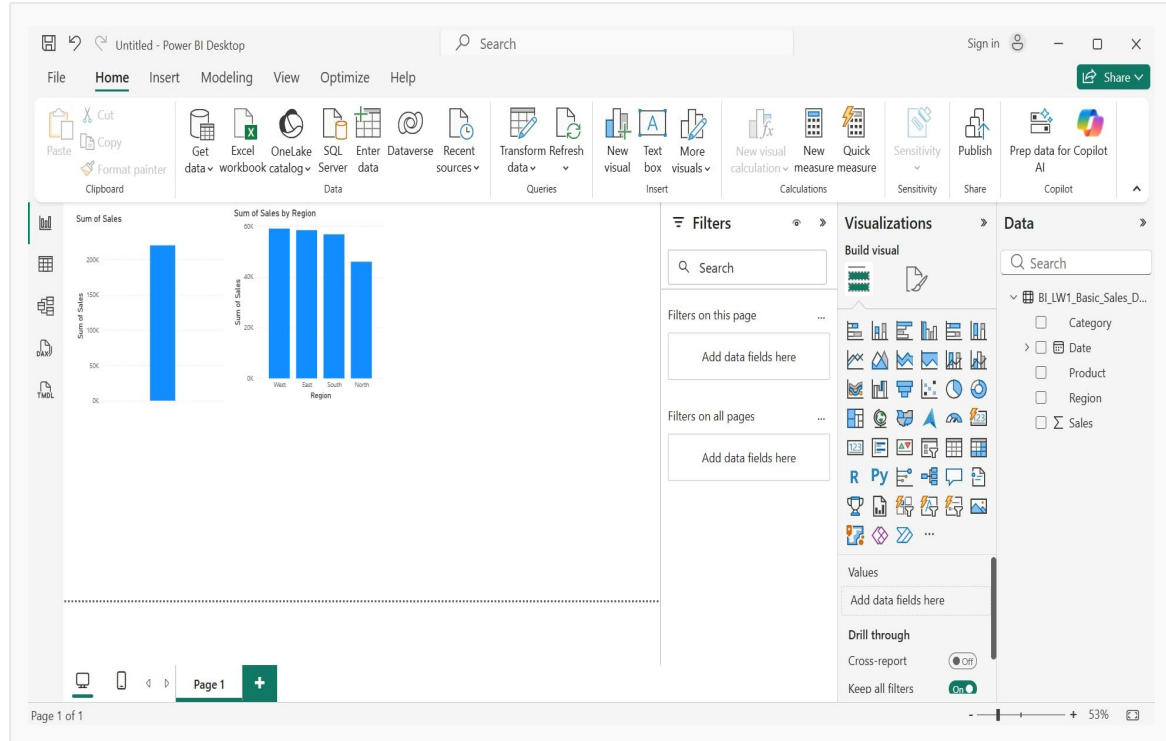 Untitled - Power BI Desktop
Search
Sign in
File Home Insert Modeling View Optimize Help
Share
Paste
Cut
Copy
Format painter
Clipboard
Get data
Excel workbook
OneLake catalog
SQL Server
Enter data
Dataverse
Recent sources
Data
Transform data
Refresh
Queries
New visual
Text box
More visuals
Insert
New visual calculation
New measure
Quick measure
Calculations
Sensitivity
Sensitivity
Publish
Share
Prep data for AI
Copilot
Copilot
DAX
TMDL
Sum of Sales
Sum of Sales
200K
150K
100K
50K
0K
Sum of Sales by Region
Sum of Sales
60K
40K
20K
0K
West East South North
Region
Filters
Search
Filters on this page ...
Add data fields here
Filters on all pages ...
Add data fields here
Visualizations
Build visual
123
123
R Py
...
Values
Add data fields here
Drill through
Cross-report Off
Keep all filters On
Data
Search
BI_LW1_Basic_Sales_D...
Category
Date
Product
Region
∑ Sales
Page 1
+
Page 1 of 1
- + 53%